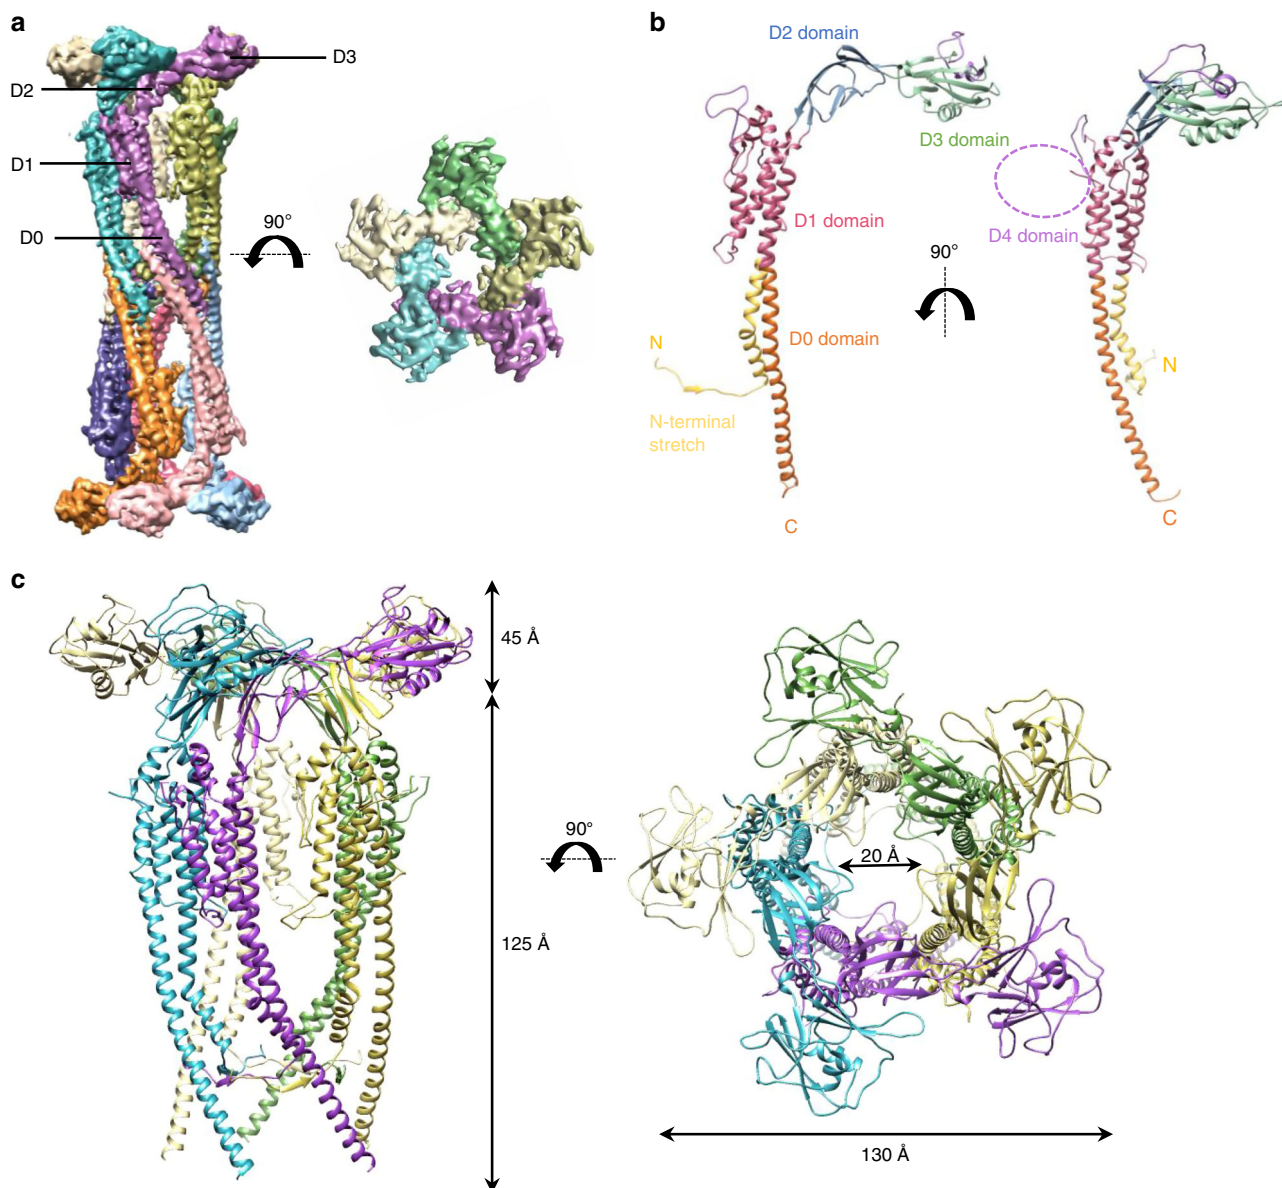 a
D3
D2
D1
D0
90°
b
D2 domain
D3 domain
D1 domain
D4 domain
90°
D0 domain
N
N
N-terminal
stretch
C
C
c
45 Å
125 Å
90°
20 Å
130 Å